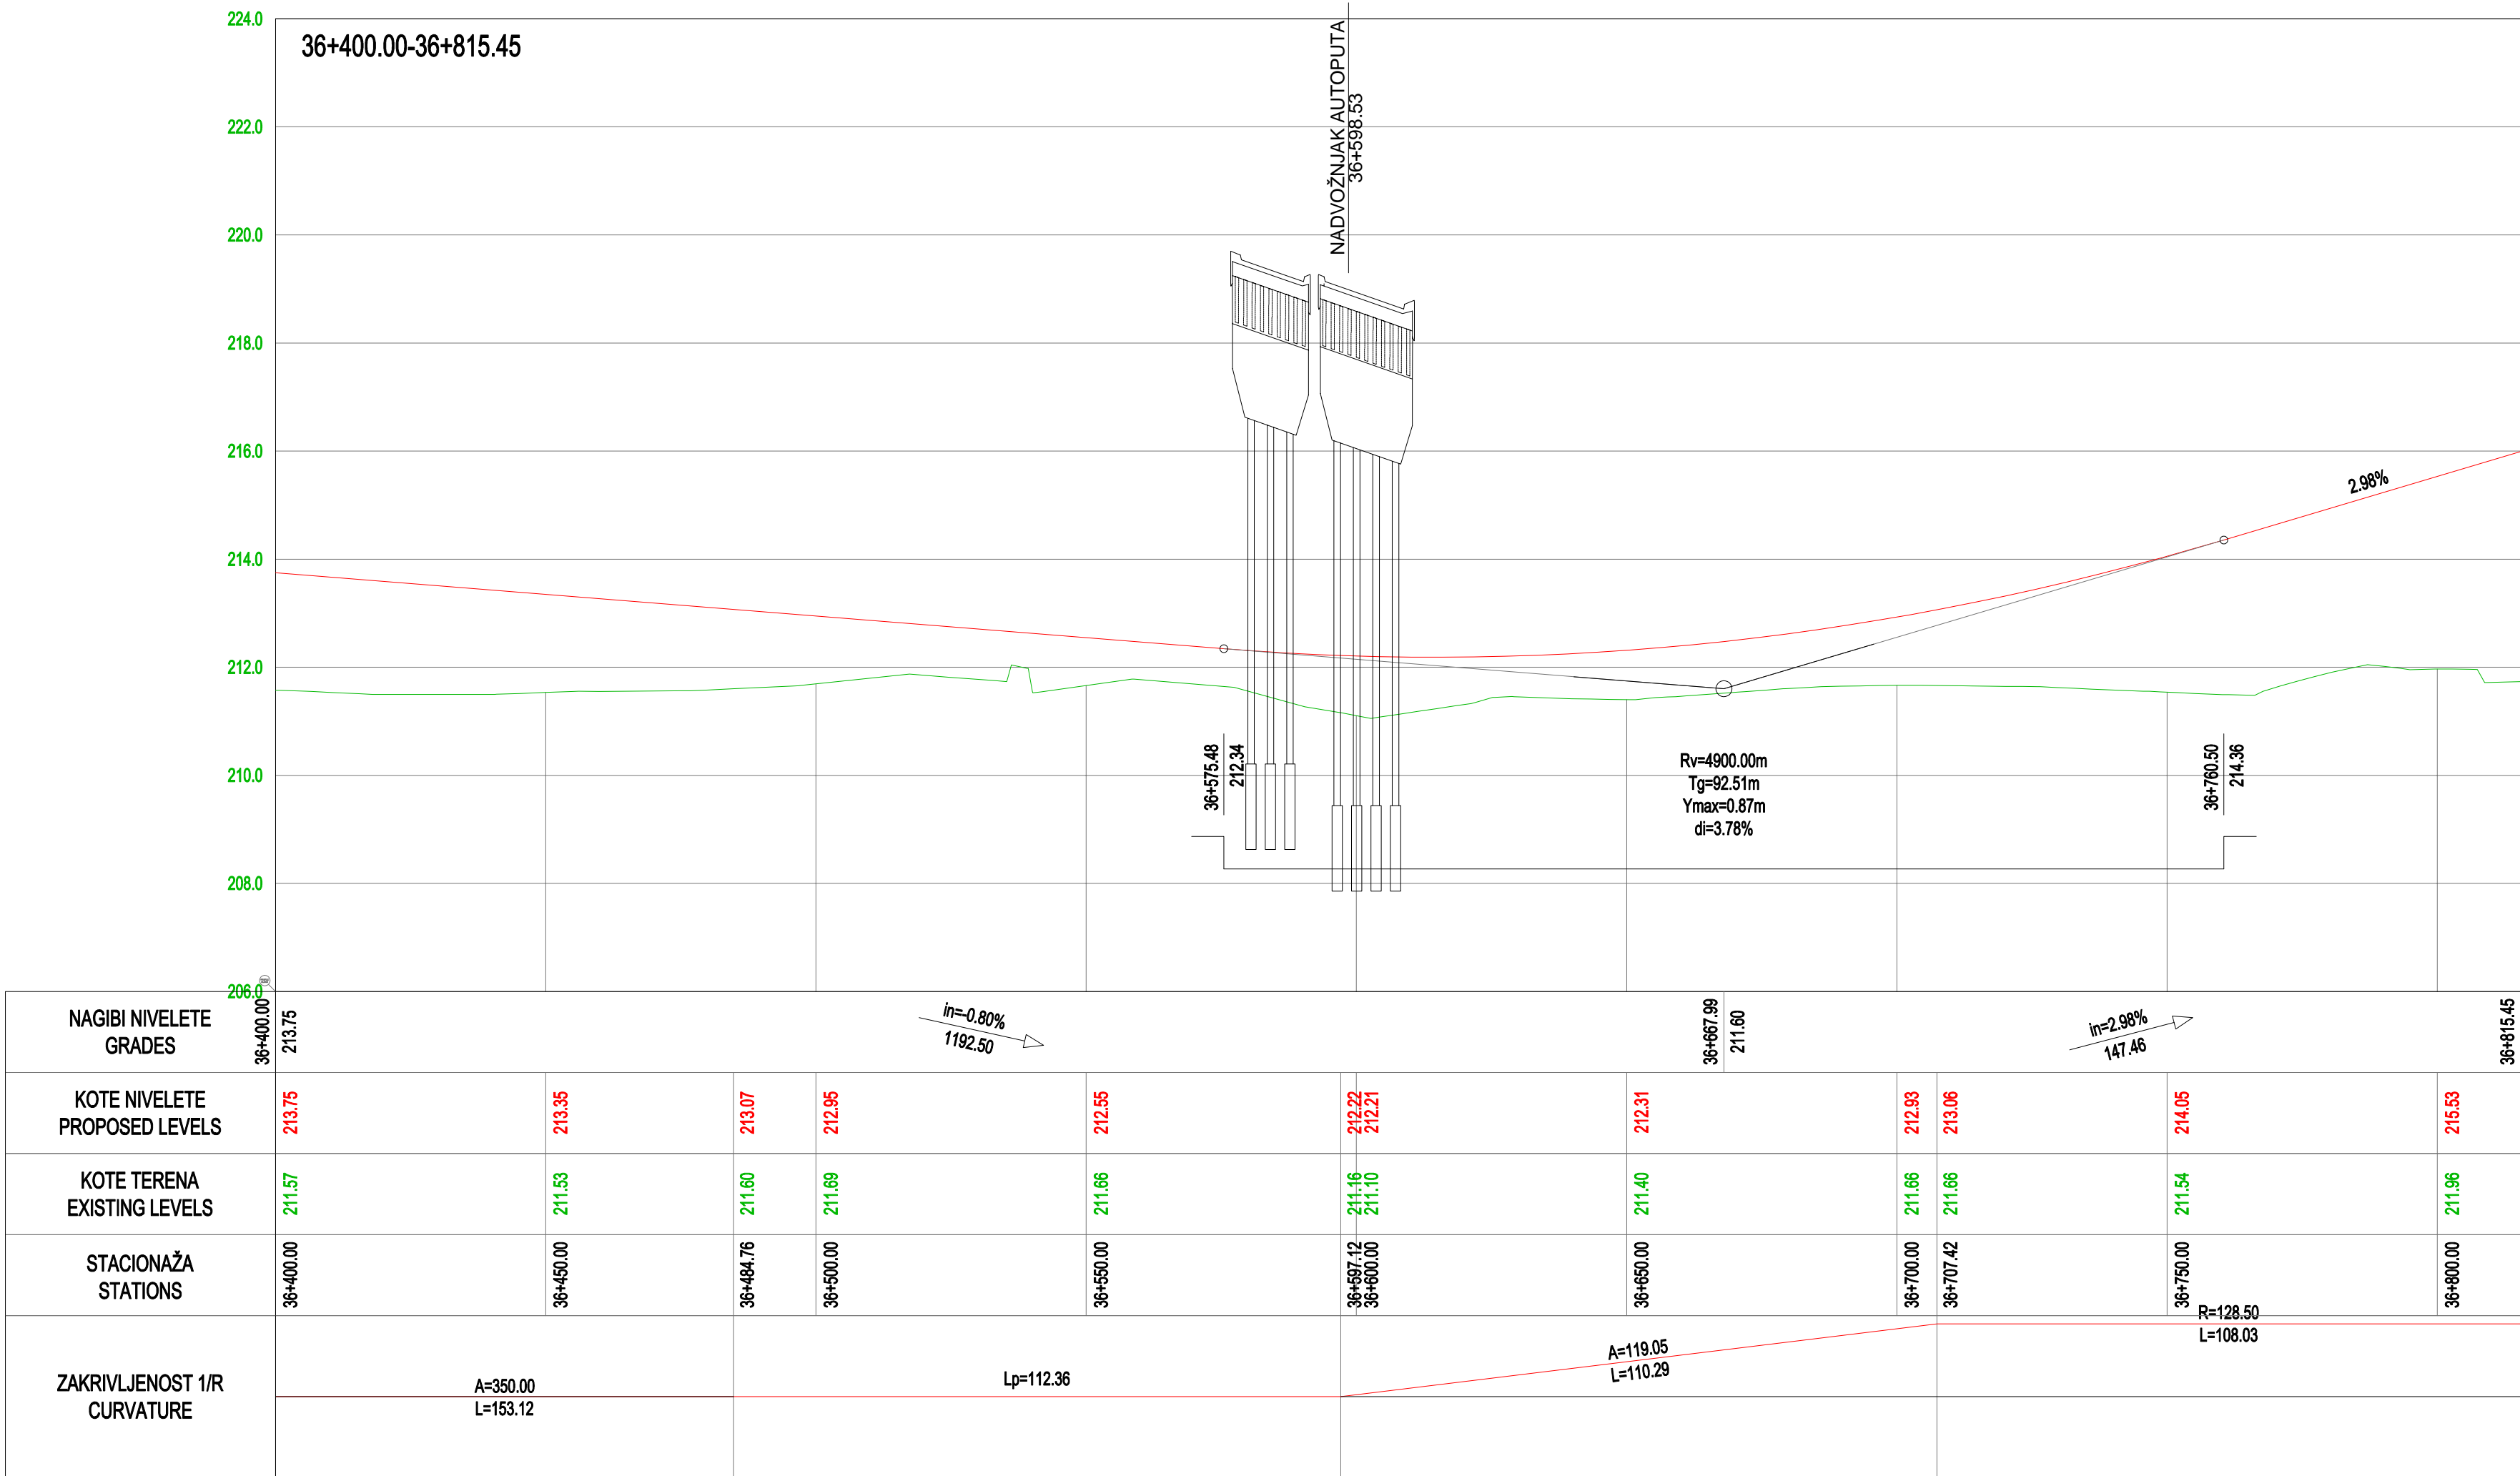 36+400.00-36+815.45
224.0
222.0
220.0
218.0
216.0
214.0
212.0
210.0
208.0
206.0
NADVOŽNJAK AUTOPUTA
36+598.53
2.98%
36+575.48
212.34
Rv=4900.00m
Tg=92.51m
Ymax=0.87m
di=3.78%
36+760.50
214.36
NAGIBI NIVELETE
GRADES
36+400.00
213.75
in=-0.80%
1192.50
36+667.99
211.60
in=2.98%
147.46
36+815.45
KOTE NIVELETE
PROPOSED LEVELS
213.75
213.35
213.07
212.95
212.55
212.22
212.21
212.31
212.93
213.06
214.05
215.53
KOTE TERENA
EXISTING LEVELS
211.57
211.53
211.60
211.69
211.66
211.16
211.10
211.40
211.66
211.66
211.54
211.96
STACIONAŽA
STATIONS
36+400.00
36+450.00
36+484.76
36+500.00
36+550.00
36+597.12
36+600.00
36+650.00
36+700.00
36+707.42
36+750.00
36+800.00
ZAKRIVLJENOST 1/R
CURVATURE
A=350.00
L=153.12
Lp=112.36
A=119.05
L=110.29
R=128.50
L=108.03